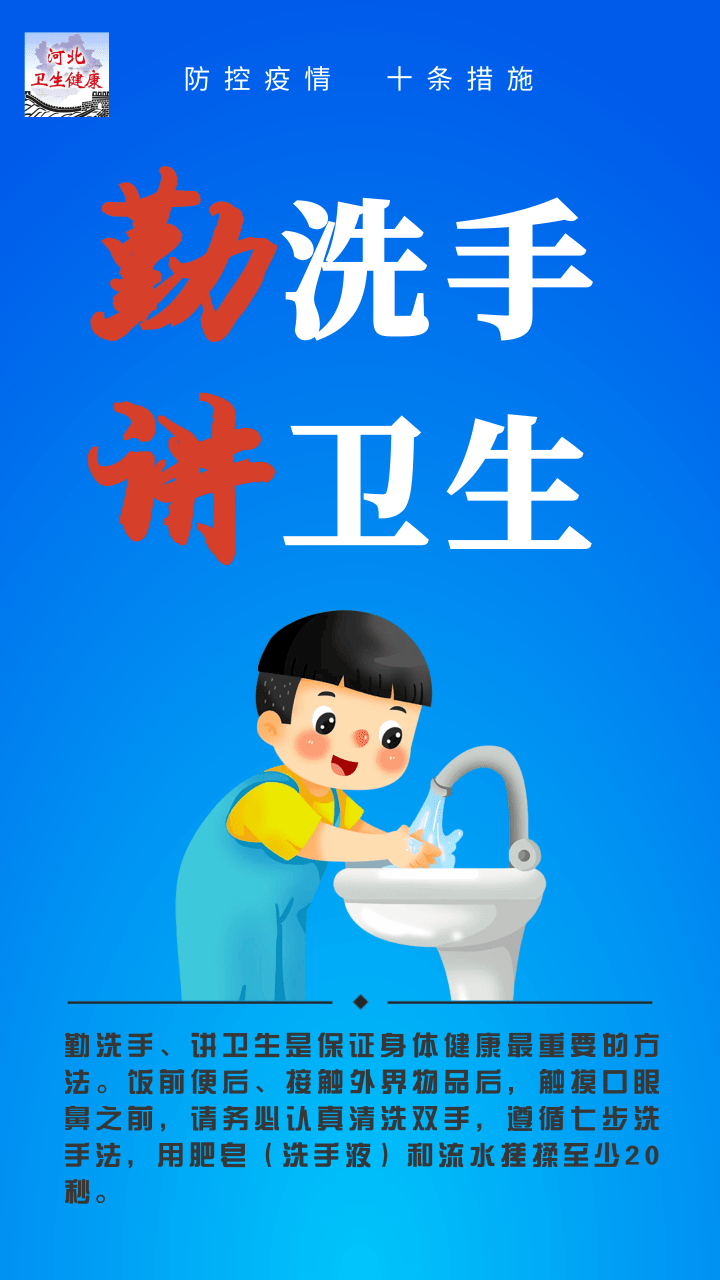 河北
卫生健康
防控疫情 十条措施
勤洗手
讲卫生
勤洗手、讲卫生是保证身体健康最重要的方
法。饭前便后、接触外界物品后，触摸口眼
鼻之前，请务必认真清洗双手，遵循七步洗
手法，用肥皂（洗手液）和流水搓揉至少20
秒。